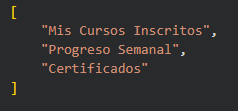 [
"Mis Cursos Inscritos",
"Progreso Semanal",
"Certificados"
]